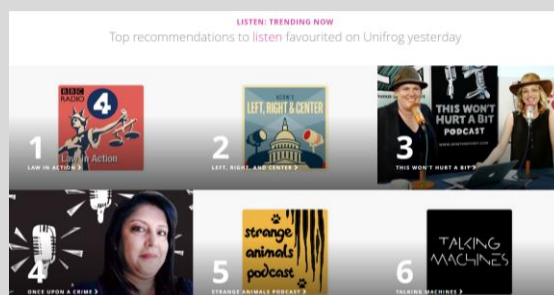 LISTEN: TRENDING NOW
Top recommendations to listen favourited on Unifrog yesterday
BBC
RADIO 4
Law in Action
1
LAW IN ACTION >
KCRW'S
LEFT, RIGHT & CENTER
2
LEFT, RIGHT, AND CENTER >
THIS WON'T
HURT A BIT
PODCAST
3
THIS WON'T HURT A BIT >
4
ONCE UPON A CRIME >
strange
animals
podcast
5
STRANGE ANIMALS PODCAST >
TALKING
MACHINES
6
TALKING MACHINES >